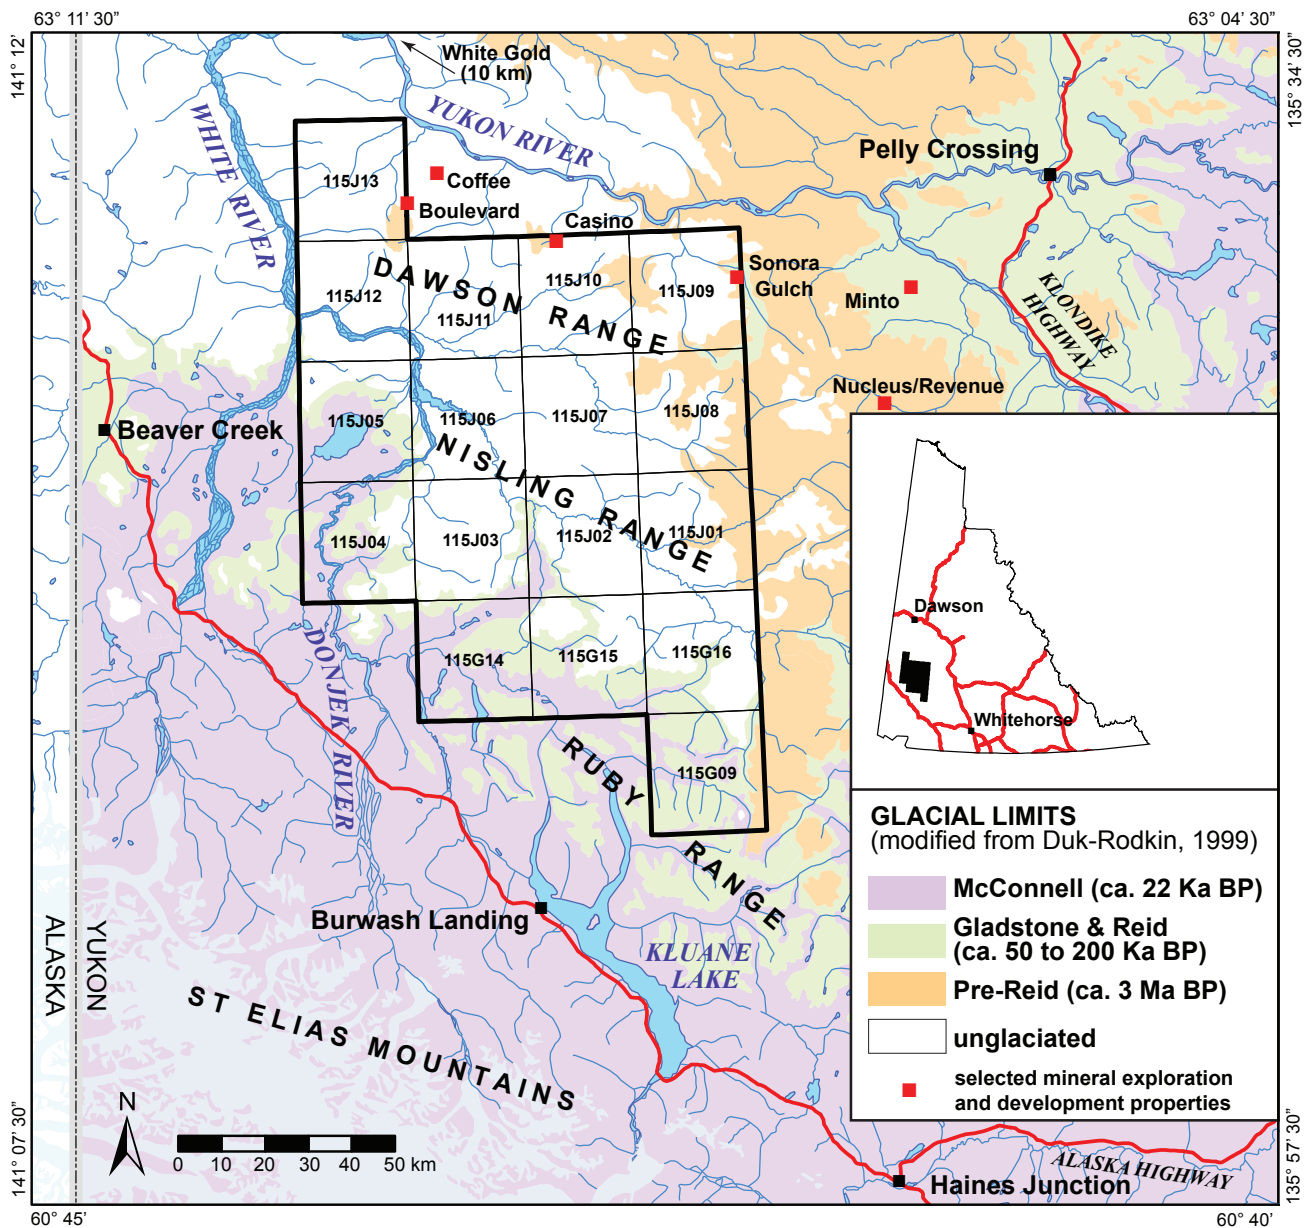 63° 11' 30"
63° 04' 30"
141° 12'
135° 34' 30"
White Gold
(10 km)
YUKON RIVER
WHITE RIVER
Pelly Crossing
115J13
Coffee
Boulevard
Casino
DAWSON RANGE
115J12
115J11
115J10
115J09
Sonora
Gulch
Minto
KLONDIKE
HIGHWAY
Nucleus/Revenue
Beaver Creek
115J05
115J06
115J07
115J08
NISLING RANGE
115J04
115J03
115J02
115J01
DONJEK RIVER
115G14
115G15
115G16
115G09
RUBY RANGE
Dawson
Whitehorse
GLACIAL LIMITS
(modified from Duk-Rodkin, 1999)
McConnell (ca. 22 Ka BP)
Gladstone & Reid
(ca. 50 to 200 Ka BP)
Pre-Reid (ca. 3 Ma BP)
unglaciated
selected mineral exploration
and development properties
Burwash Landing
KLUANE
LAKE
ALASKA
YUKON
ST ELIAS MOUNTAINS
N
0 10 20 30 40 50 km
ALASKA HIGHWAY
Haines Junction
141° 07' 30"
135° 57' 30"
60° 45'
60° 40'